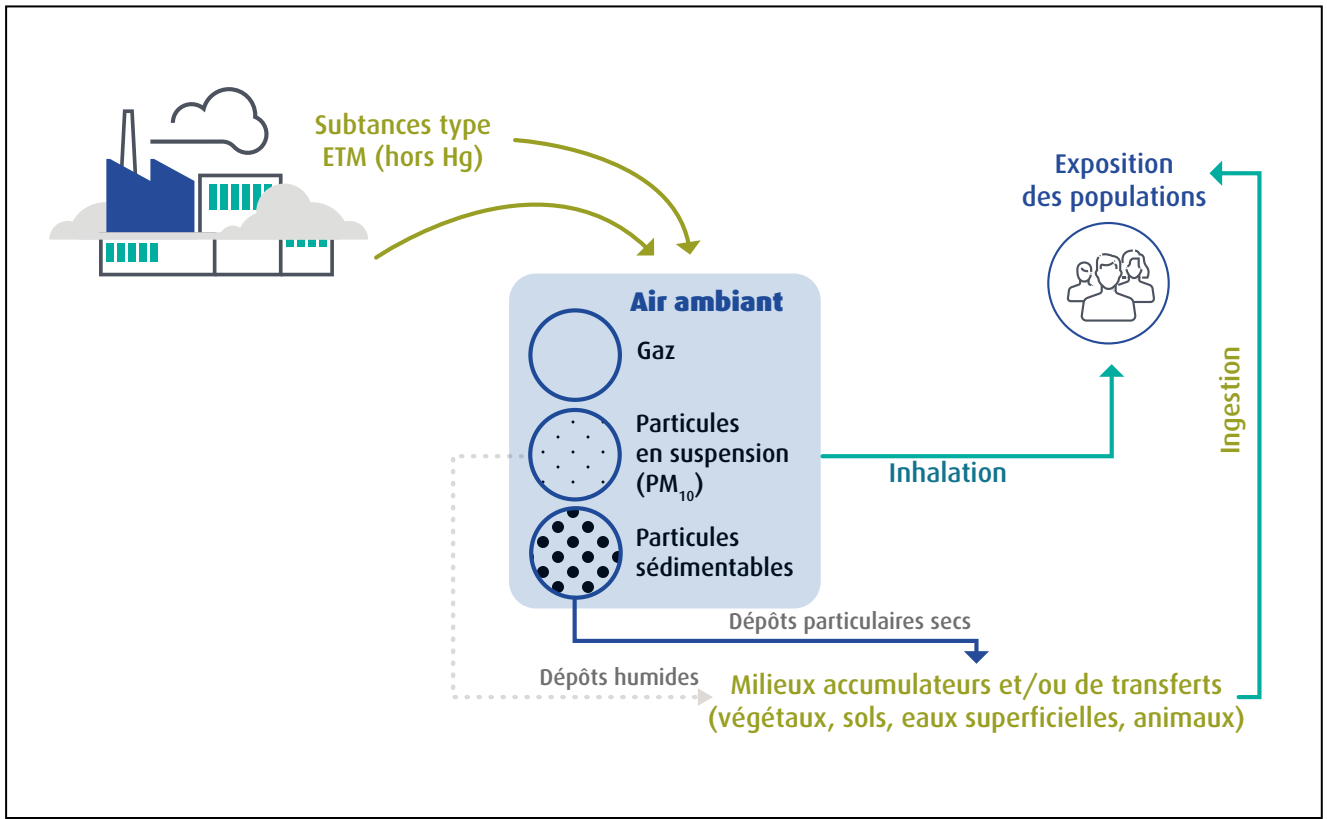 Subtances type
ETM (hors Hg)
Exposition
des populations
Air ambiant
Gaz
Particules
en suspension
(PM₁₀)
Particules
sédimentables
Inhalation
Ingestion
Dépôts particulaires secs
Dépôts humides
Milieux accumulateurs et/ou de transferts
(végétaux, sols, eaux superficielles, animaux)